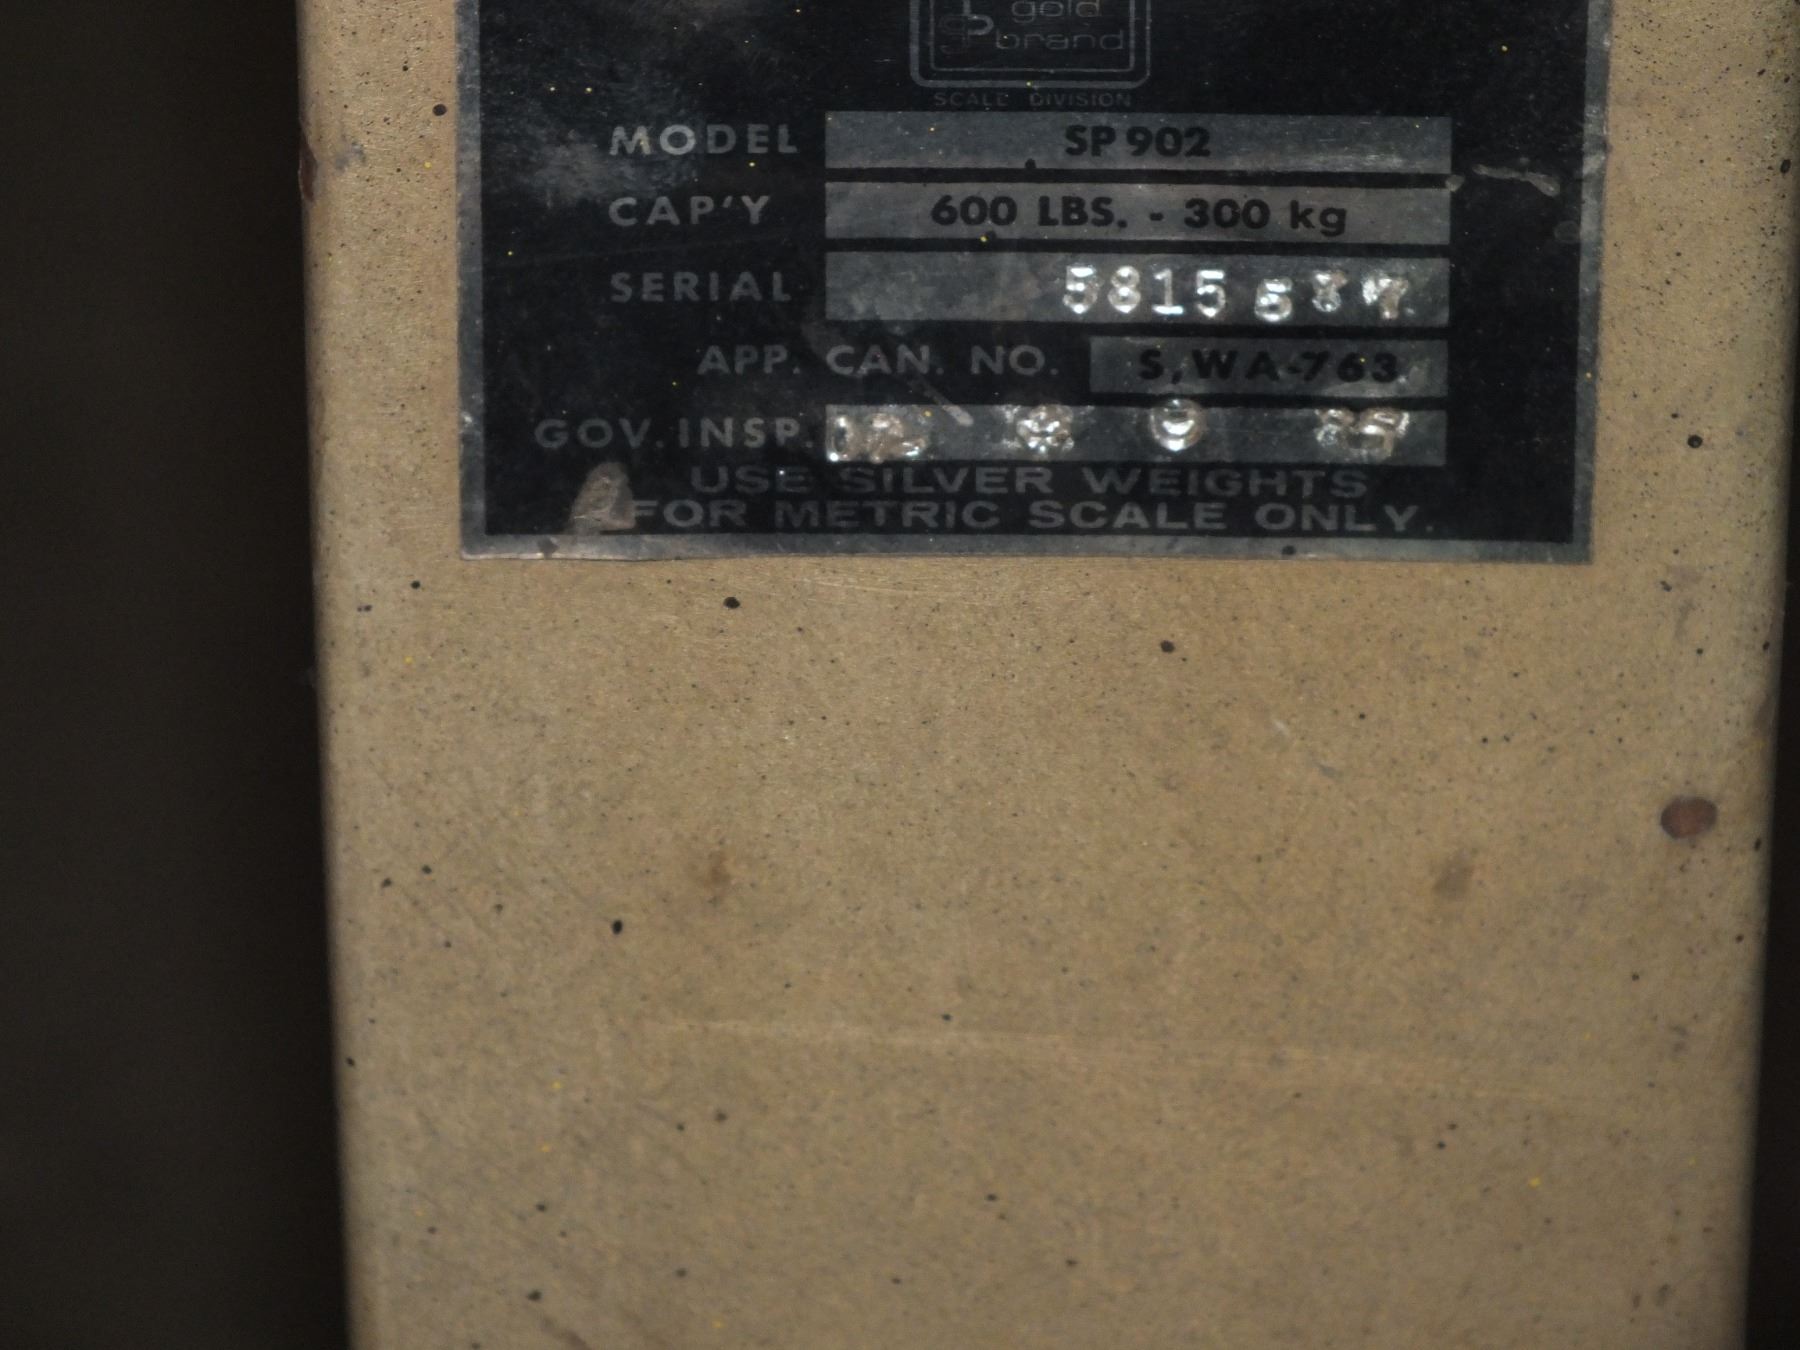 gold
brand
SCALE DIVISION
MODEL SP 902
CAP'Y 600 LBS. - 300 kg
SERIAL 5815
APP. CAN. NO. S.WA-763
GOV. INSP.
USE SILVER WEIGHTS
FOR METRIC SCALE ONLY.